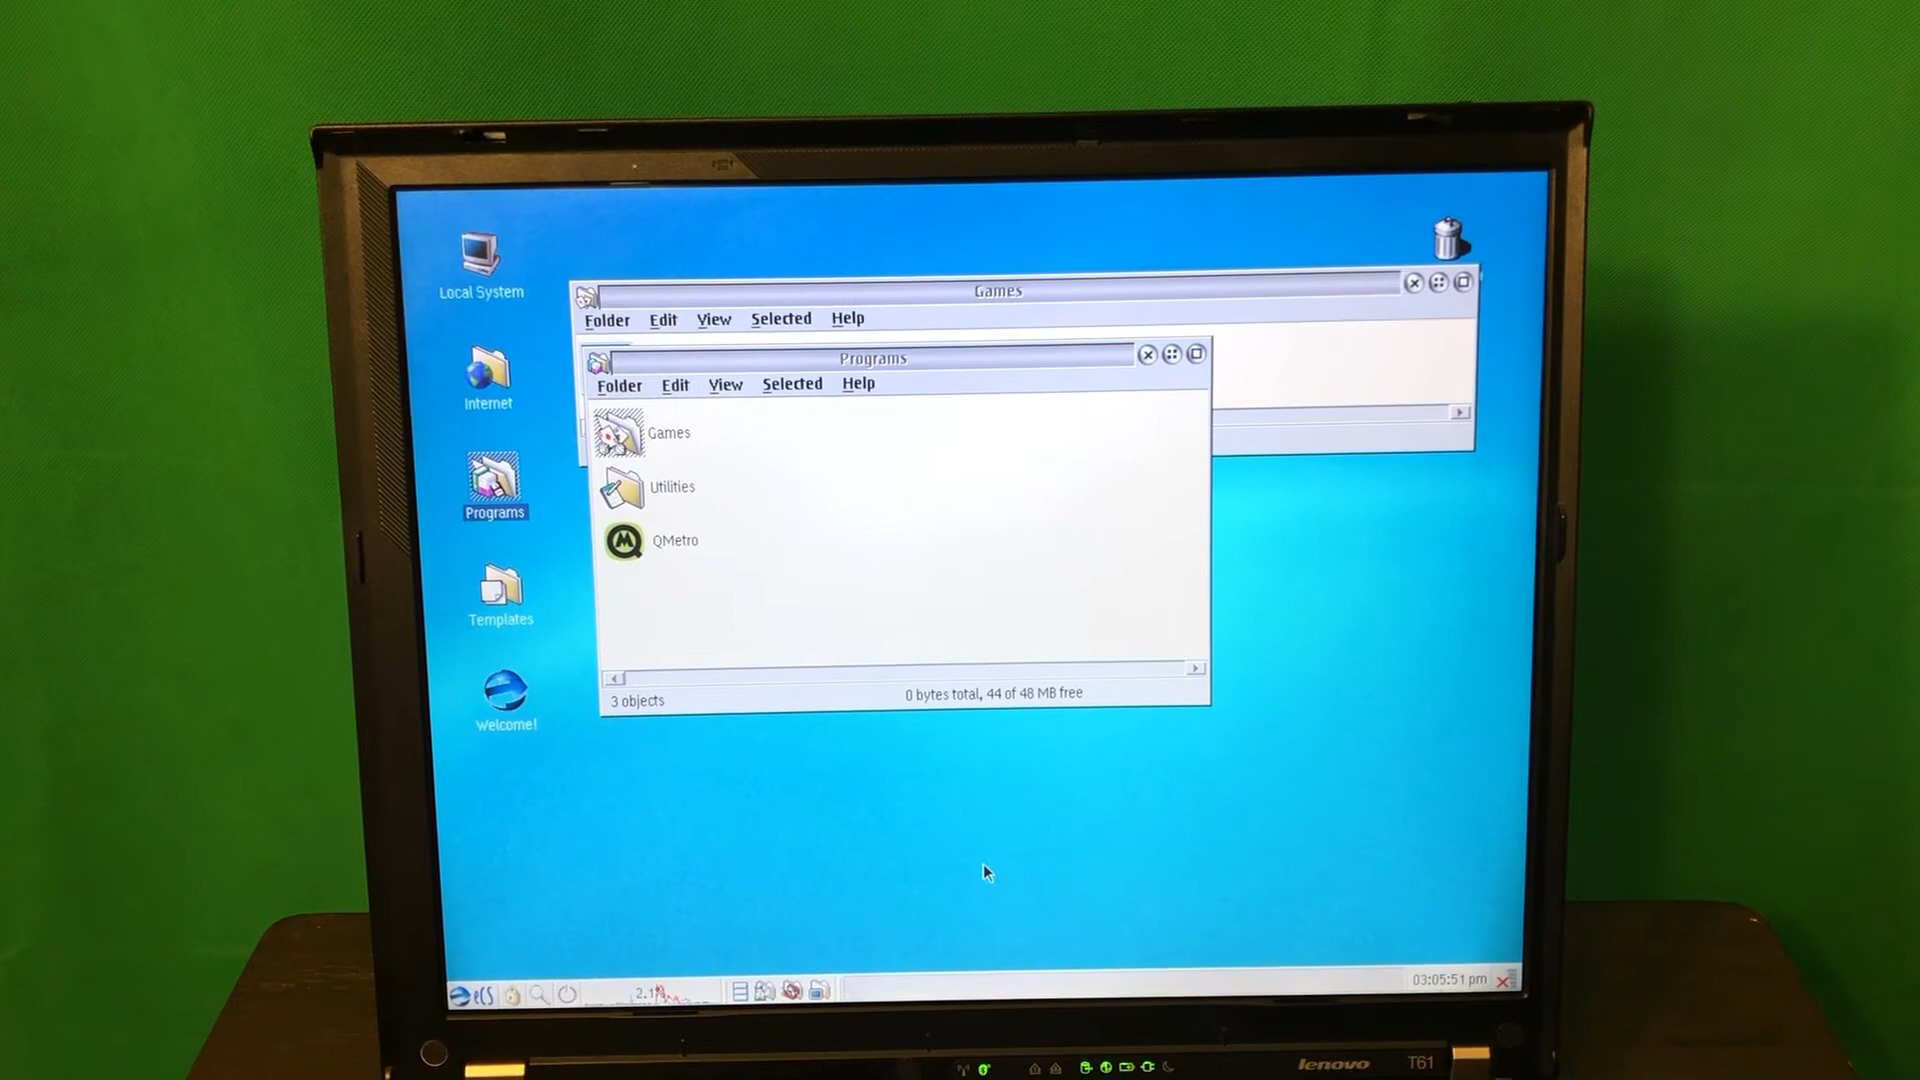 Local System
Internet
Programs
Templates
Welcome!
Games
Folder Edit View Selected Help
Programs
Folder Edit View Selected Help
Games
Utilities
QMetro
3 objects
0 bytes total, 44 of 48 MB free
eCS
03:05:51 pm
lenovo
T61